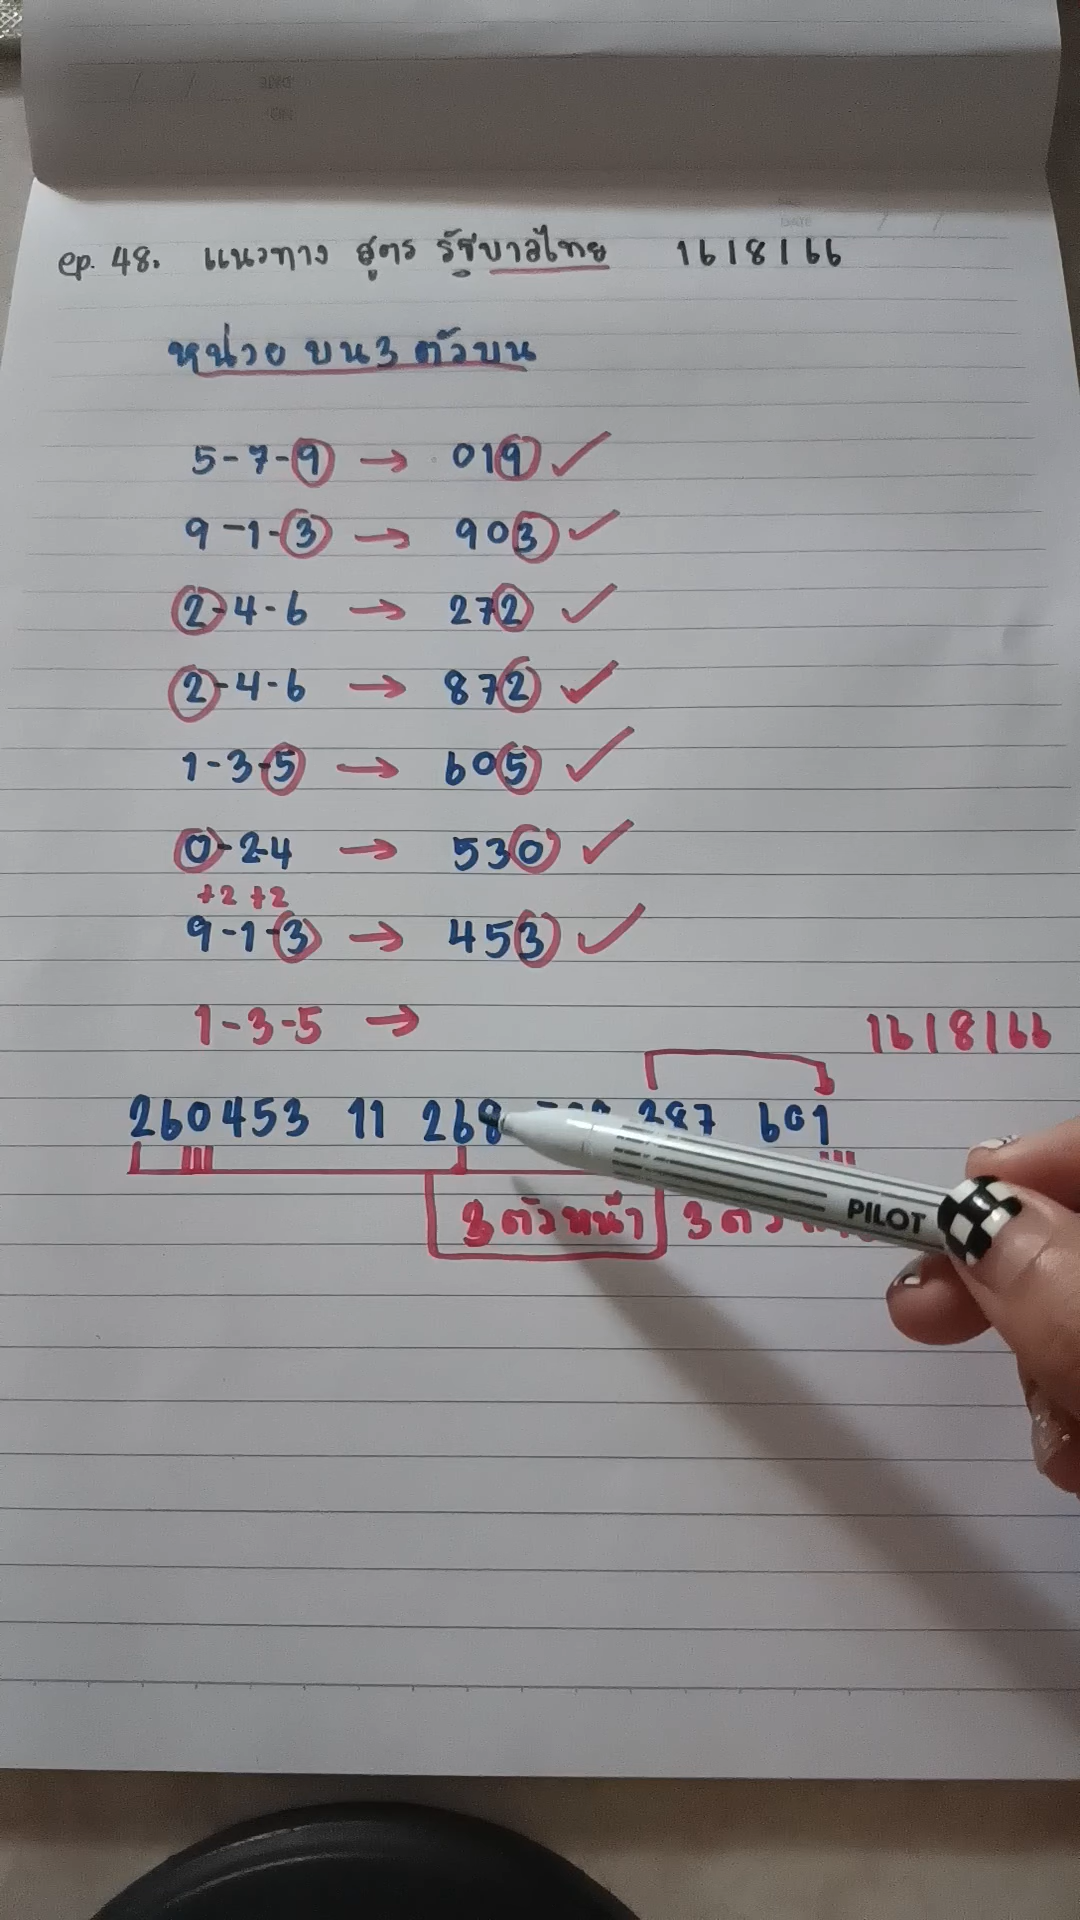 ep. 48. แนวทาง สูตร รัฐบาลไทย 1618166
หน่วย บน 3 ตัวบน
5-7-9 → 019 ✓
9-1-3 → 903 ✓
2-4-6 → 272 ✓
2-4-6 → 872 ✓
1-3-5 → 605 ✓
0-2-4 → 530 ✓
+2 +2
9-1-3 → 453 ✓
1-3-5 →
1618166
260453 11 268 287 601
3 ตัวหน้า 3 ตัว
PILOT
DATE